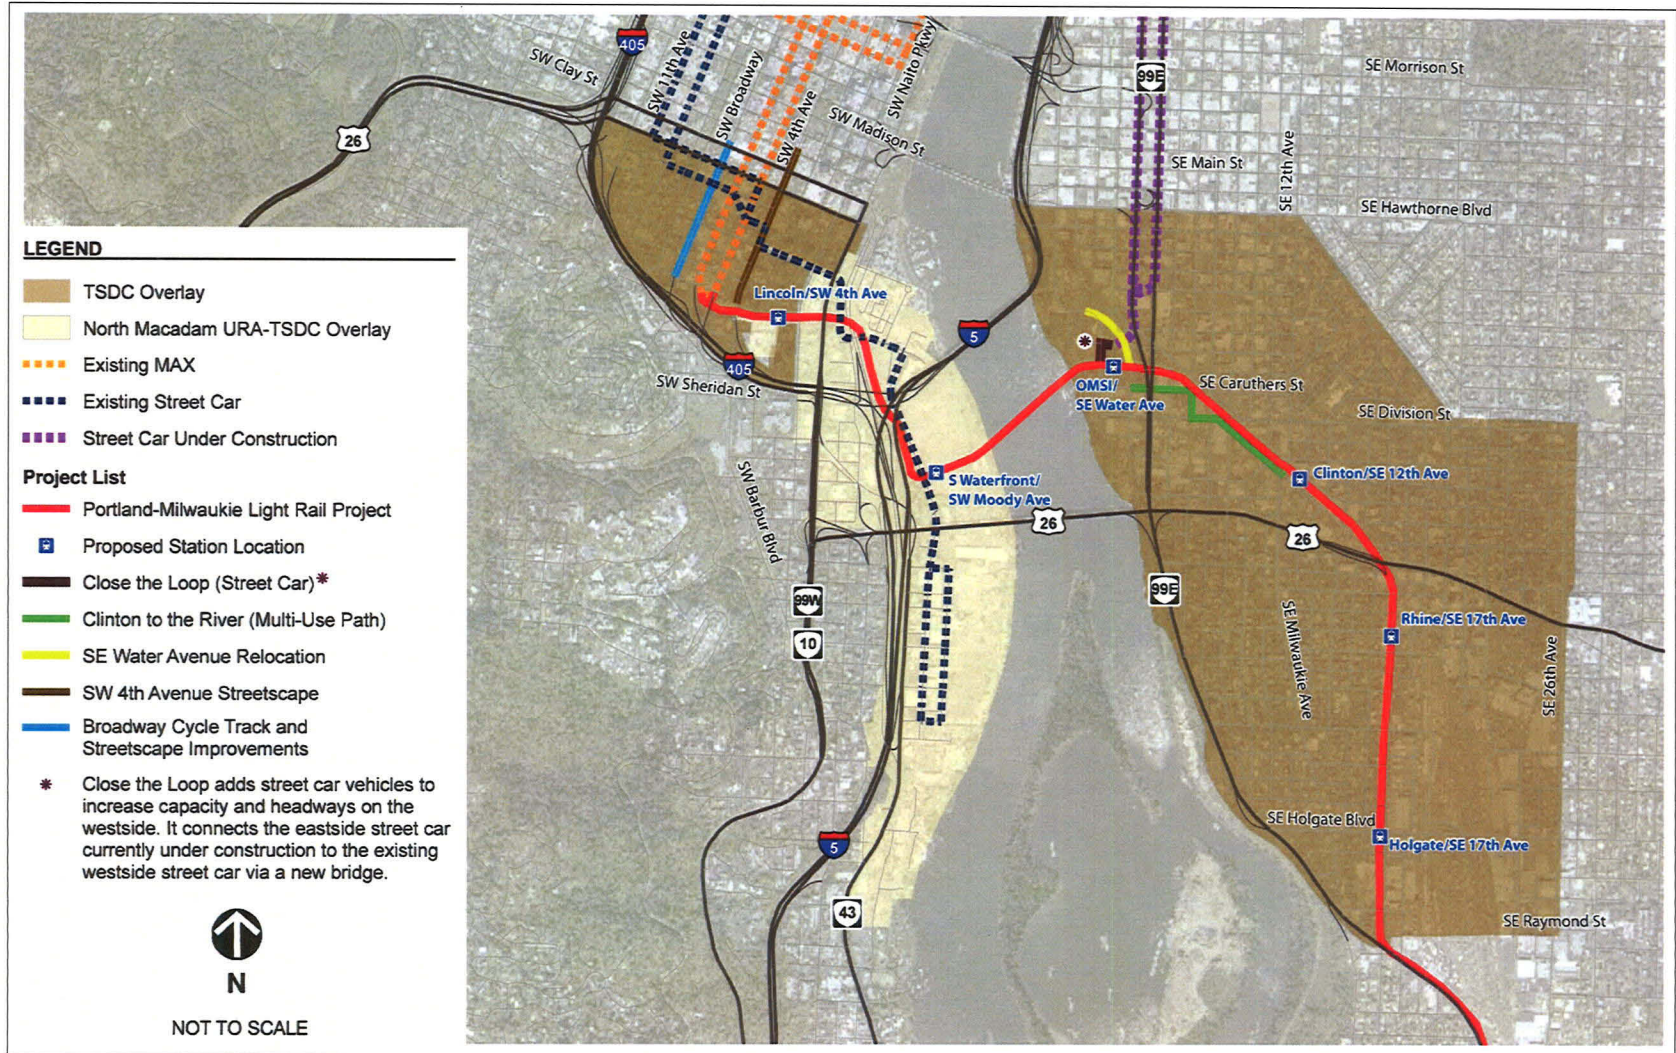 LEGEND
TSDC Overlay
North Macadam URA-TSDC Overlay
Existing MAX
Existing Street Car
Street Car Under Construction
Project List
Portland-Milwaukie Light Rail Project
Proposed Station Location
Close the Loop (Street Car)*
Clinton to the River (Multi-Use Path)
SE Water Avenue Relocation
SW 4th Avenue Streetscape
Broadway Cycle Track and
Streetscape Improvements
* Close the Loop adds street car vehicles to
increase capacity and headways on the
westside. It connects the eastside street car
currently under construction to the existing
westside street car via a new bridge.
N
NOT TO SCALE
405
SW Clay St
SW 11th Ave
SW Broadway
SW 4th Ave
SW Naito Pkwy
SW Madison St
26
99E
SE Morrison St
SE Main St
SE 12th Ave
SE Hawthorne Blvd
Lincoln/SW 4th Ave
5
405
SW Sheridan St
*
OMSI/
SE Water Ave
SE Caruthers St
SE Division St
Clinton/SE 12th Ave
S Waterfront/
SW Moody Ave
SW Barbur Blvd
26
26
99W
10
99E
SE Milwaukie Ave
Rhine/SE 17th Ave
SE 26th Ave
SE Holgate Blvd
Holgate/SE 17th Ave
5
43
SE Raymond St